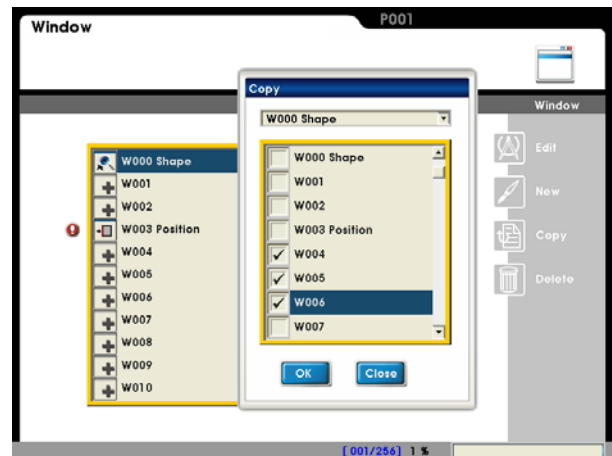 Window
P001
Window
Copy
W000 Shape
W000 Shape
W001
W002
W003 Position
W004
W005
W006
W007
OK
Close
W000 Shape
W001
W002
W003 Position
W004
W005
W006
W007
W008
W009
W010
Edit
New
Copy
Delete
[001/256] 1 %